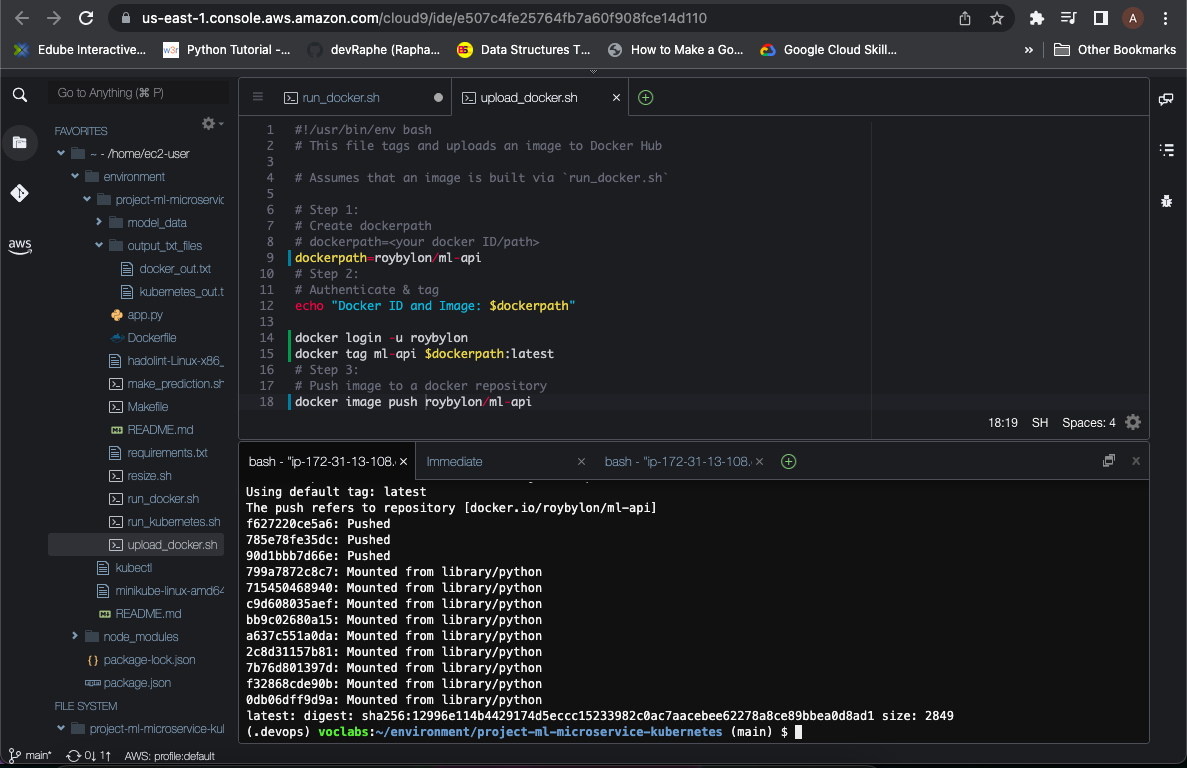 us-east-1.console.aws.amazon.com/cloud9/ide/e507c4fe25764fb7a60f908fce14d110
A
Edube Interactive...
w3r
Python Tutorial -...
devRaphe (Rapha...
Data Structures T...
How to Make a Go...
Google Cloud Skill...
»
Other Bookmarks
Go to Anything (⌘ P)
run_docker.sh
upload_docker.sh
FAVORITES
~ - /home/ec2-user
environment
project-ml-microservic
model_data
output_txt_files
docker_out.txt
kubernetes_out.t
app.py
Dockerfile
hadolint-Linux-x86_
make_prediction.sh
Makefile
README.md
requirements.txt
resize.sh
run_docker.sh
run_kubernetes.sh
upload_docker.sh
kubectl
minikube-linux-amd64
README.md
node_modules
package-lock.json
package.json
FILE SYSTEM
project-ml-microservice-kul
aws
1 #!/usr/bin/env bash
2 # This file tags and uploads an image to Docker Hub
3
4 # Assumes that an image is built via `run_docker.sh`
5
6 # Step 1:
7 # Create dockerpath
8 # dockerpath=<your docker ID/path>
9 dockerpath=roybylon/ml-api
10 # Step 2:
11 # Authenticate & tag
12 echo "Docker ID and Image: $dockerpath"
13
14 docker login -u roybylon
15 docker tag ml-api $dockerpath:latest
16 # Step 3:
17 # Push image to a docker repository
18 docker image push roybylon/ml-api
18:19 SH Spaces: 4
bash - "ip-172-31-13-108.
Immediate
bash - "ip-172-31-13-108.
Using default tag: latest
The push refers to repository [docker.io/roybylon/ml-api]
f627220ce5a6: Pushed
785e78fe35dc: Pushed
90d1bbb7d66e: Pushed
799a7872c8c7: Mounted from library/python
715450468940: Mounted from library/python
c9d608035aef: Mounted from library/python
bb9c02680a15: Mounted from library/python
a637c551a0da: Mounted from library/python
2c8d31157b81: Mounted from library/python
7b76d801397d: Mounted from library/python
f32868cde90b: Mounted from library/python
0db06dff9d9a: Mounted from library/python
latest: digest: sha256:12996e114b4429174d5eccc15233982c0ac7aacebee62278a8ce89bbea0d8ad1 size: 2849
(.devops) voclabs:~/environment/project-ml-microservice-kubernetes (main) $
main* 0↓ 1↑ AWS: profile:default